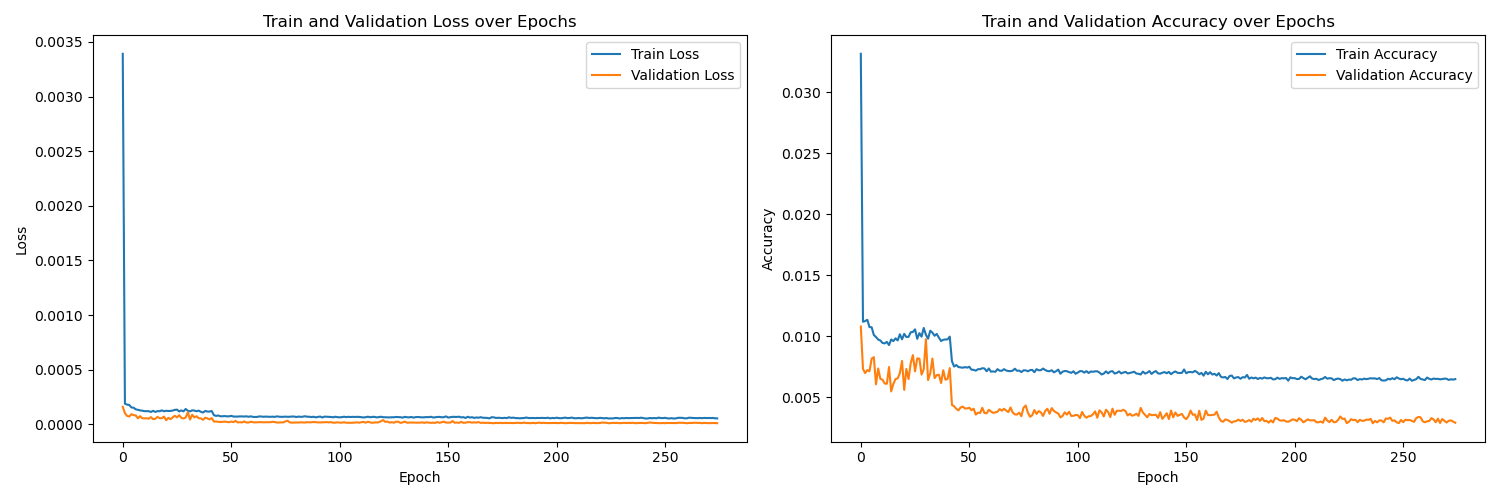 Train and Validation Loss over Epochs
Train Loss
Validation Loss
0.0035
0.0030
0.0025
0.0020
0.0015
0.0010
0.0005
0.0000
Loss
0 50 100 150 200 250
Epoch
Train and Validation Accuracy over Epochs
Train Accuracy
Validation Accuracy
0.030
0.025
0.020
0.015
0.010
0.005
Accuracy
0 50 100 150 200 250
Epoch